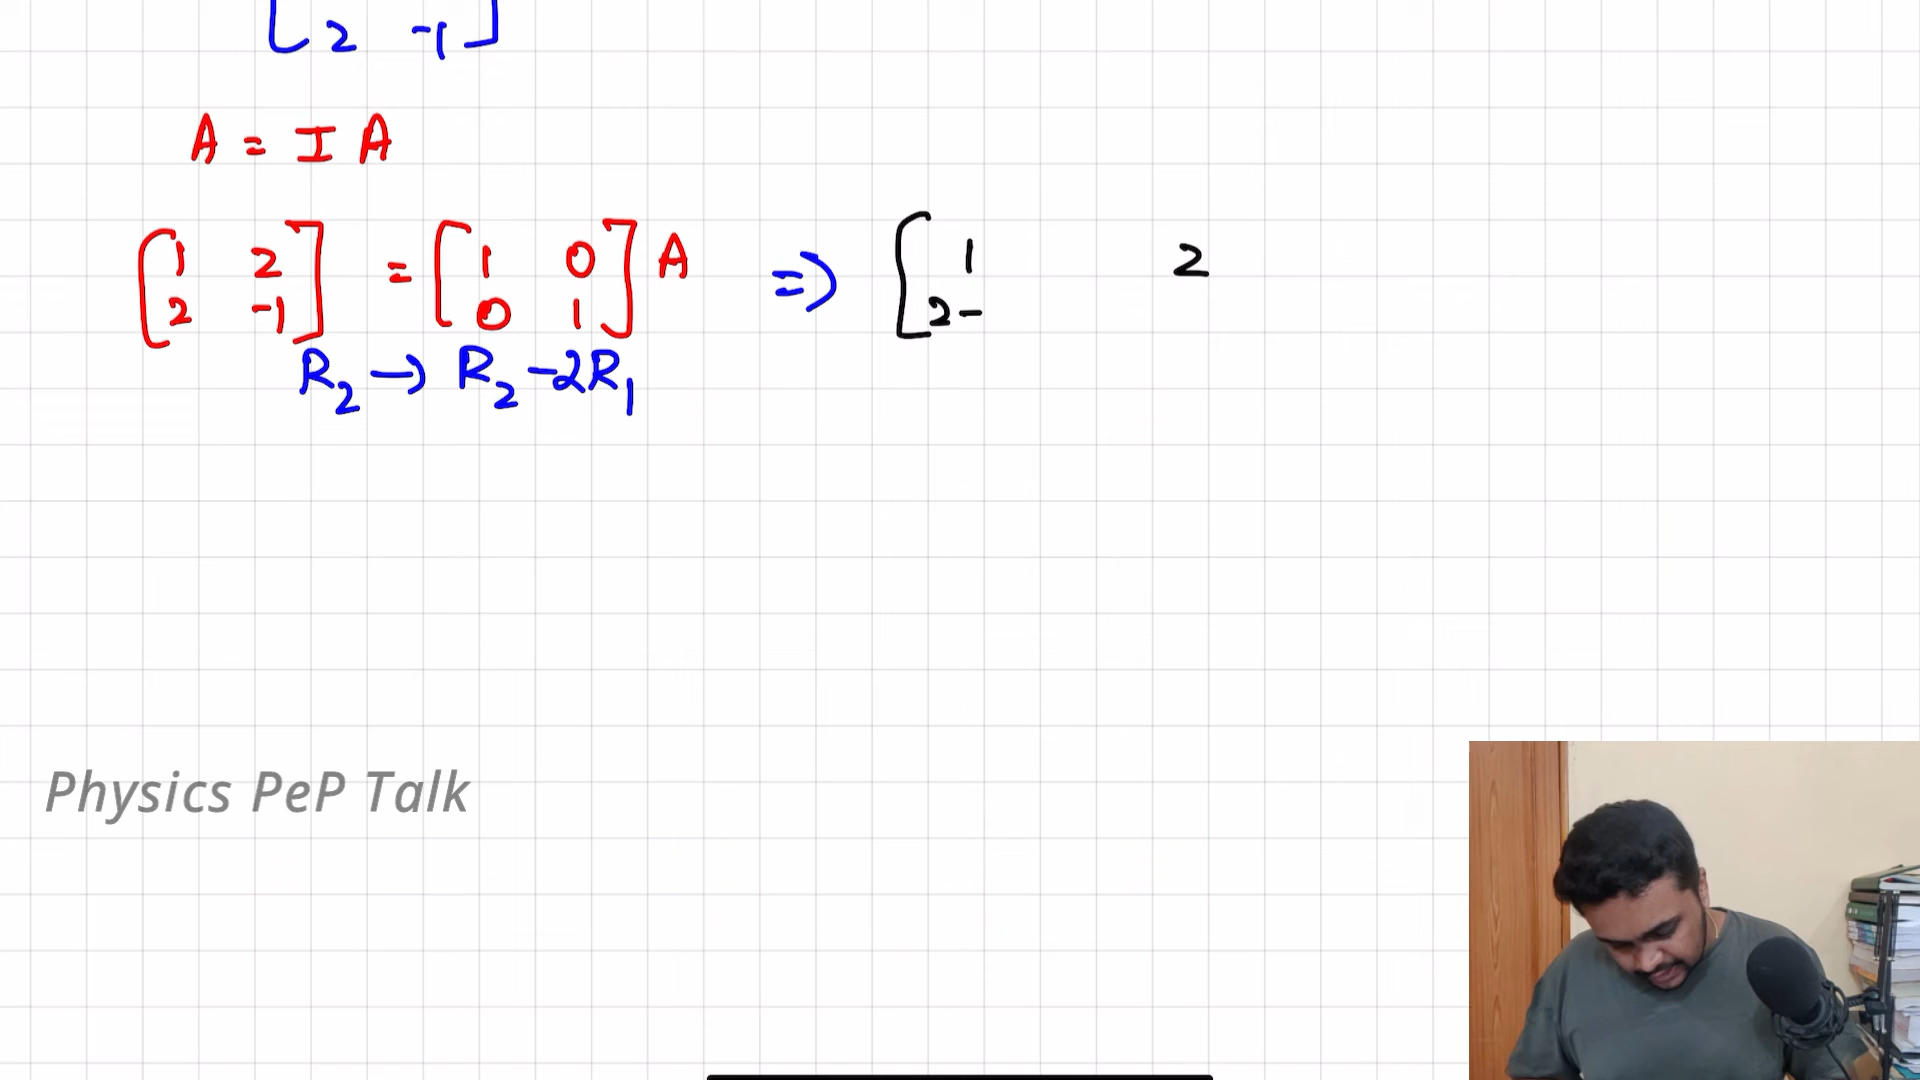 2 -1
A = I A
[1 2] = [1 0] A => [1 2
[2 -1] [0 1] [2-
R₂ → R₂ -2R₁
Physics PeP Talk